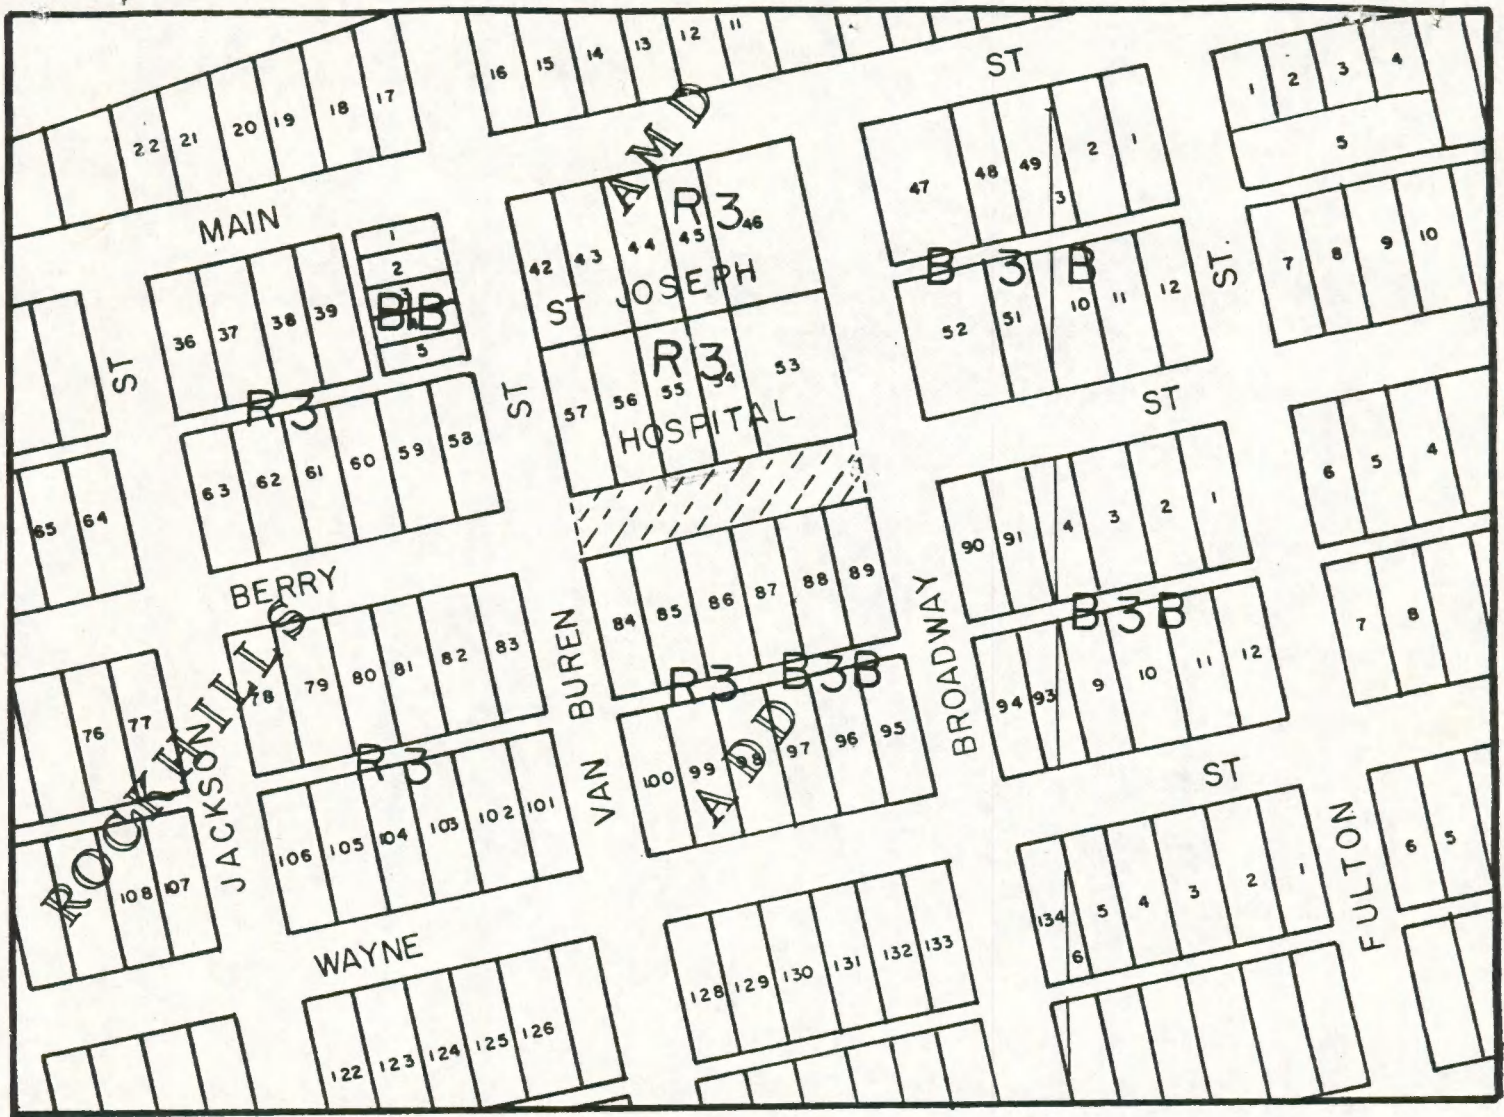 16 15 14 13 12 11
ST
1 2 3 4
5
22 21 20 19 18 17
AMD
47 48 49 3 2 1
MAIN
R3
42 43 44 45 46
ST JOSEPH
1
2
3
B1B
5
B 3 B
ST.
7 8 9 10
36 37 38 39
ST
52 51 10 11 12
R3
57 56 55 54 53
HOSPITAL
ST
R3
ST
63 62 61 60 59 58
65 64
6 5 4
90 91 4 3 2 1
BERRY
84 85 86 87 88 89
B3B
7 8
78 79 80 81 82 83
R3 B3B
VAN BUREN
BROADWAY
94 93 9 10 11 12
76 77
ROCKHILLS
ADD
R3
100 99 98 97 96 95
ST
JACKSON
106 105 104 103 102 101
108 107
FULTON
6 5
134 6 5 4 3 2 1
WAYNE
128 129 130 131 132 133
122 123 124 125 126